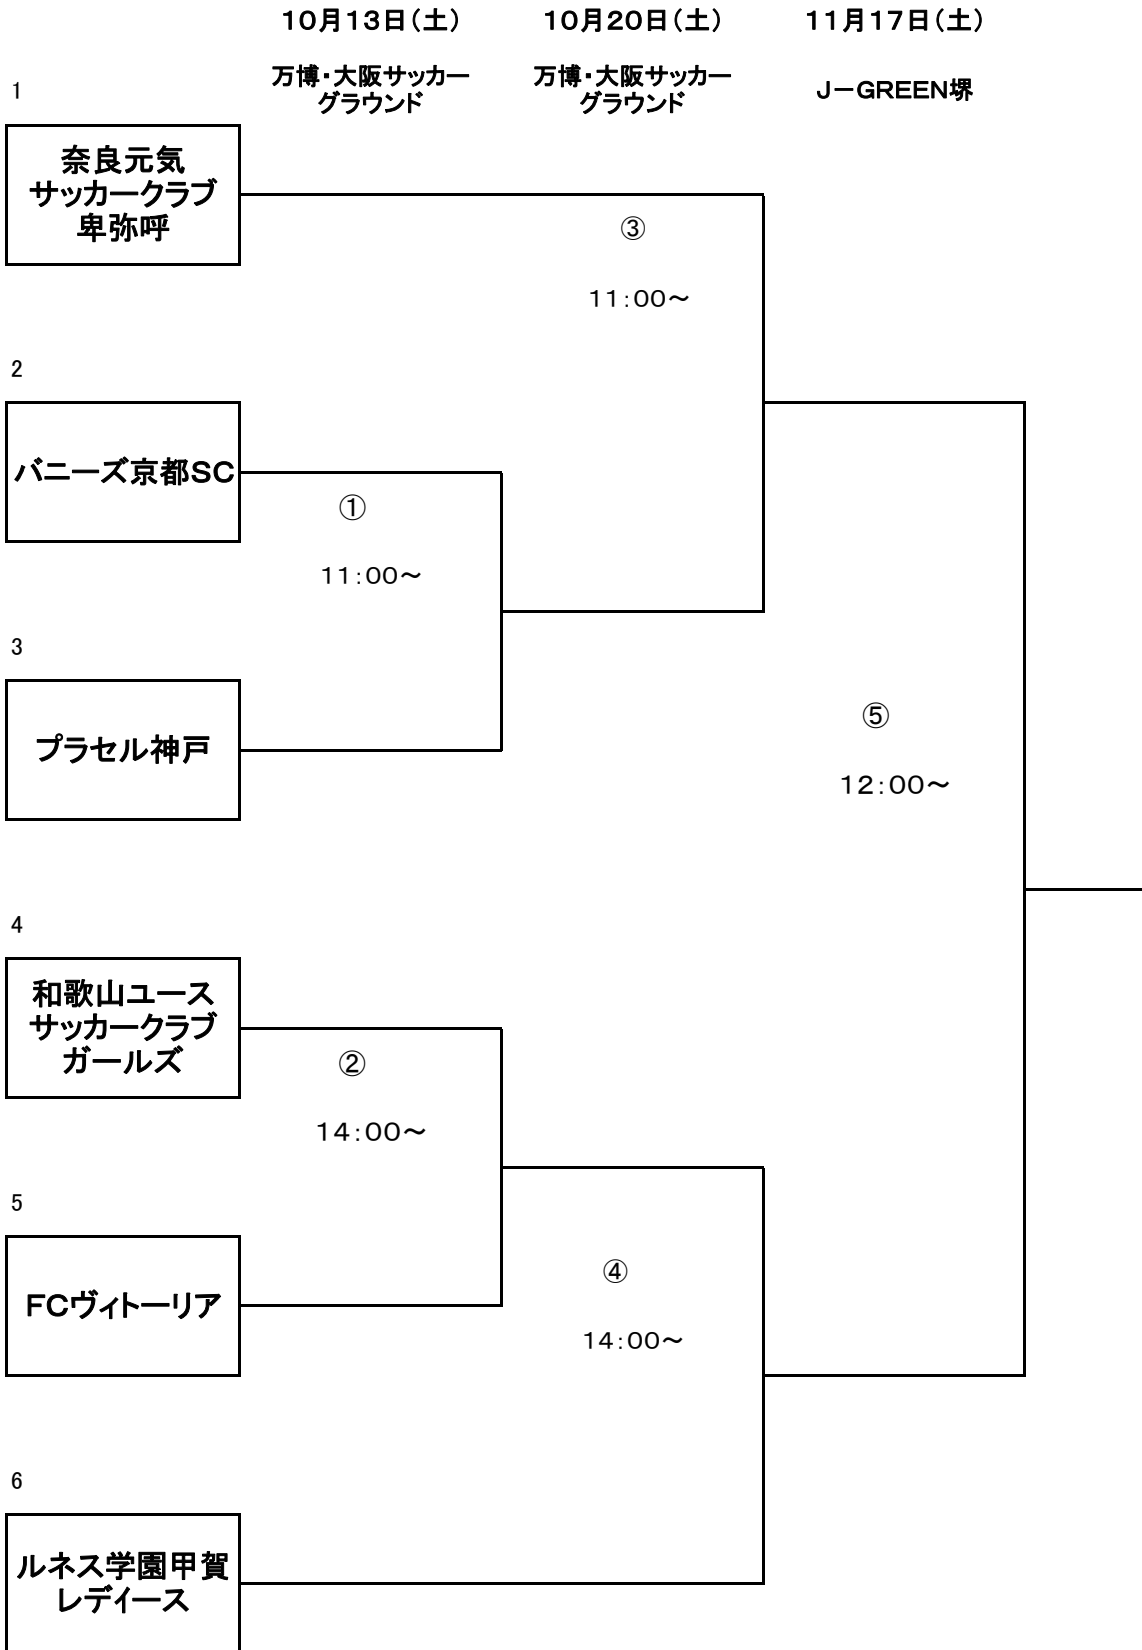 10月13日(土)
10月20日(土)
11月17日(土)
万博・大阪サッカー
グラウンド
万博・大阪サッカー
グラウンド
J－GREEN堺
1
奈良元気
サッカークラブ
卑弥呼
③
11:00～
2
バニーズ京都SC
①
11:00～
3
プラセル神戸
⑤
12:00～
4
和歌山ユース
サッカークラブ
ガールズ
②
14:00～
5
FCヴィトーリア
④
14:00～
6
ルネス学園甲賀
レディース